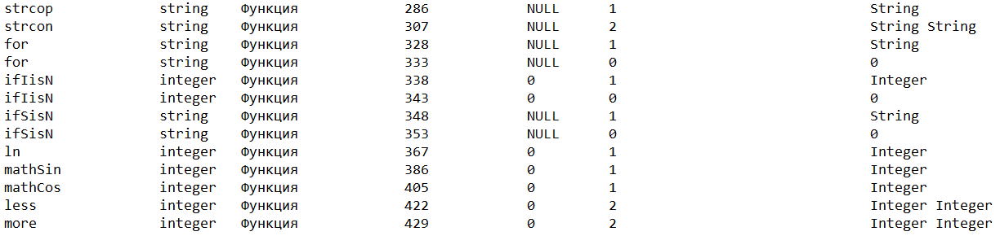 strcop string Функция 286 NULL 1 String
strcon string Функция 307 NULL 2 String String
for string Функция 328 NULL 1 String
for string Функция 333 NULL 0 0
ifIisN integer Функция 338 0 1 Integer
ifIisN integer Функция 343 0 0 0
ifSisN string Функция 348 NULL 1 String
ifSisN string Функция 353 NULL 0 0
ln integer Функция 367 0 1 Integer
mathSin integer Функция 386 0 1 Integer
mathCos integer Функция 405 0 1 Integer
less integer Функция 422 0 2 Integer Integer
more integer Функция 429 0 2 Integer Integer